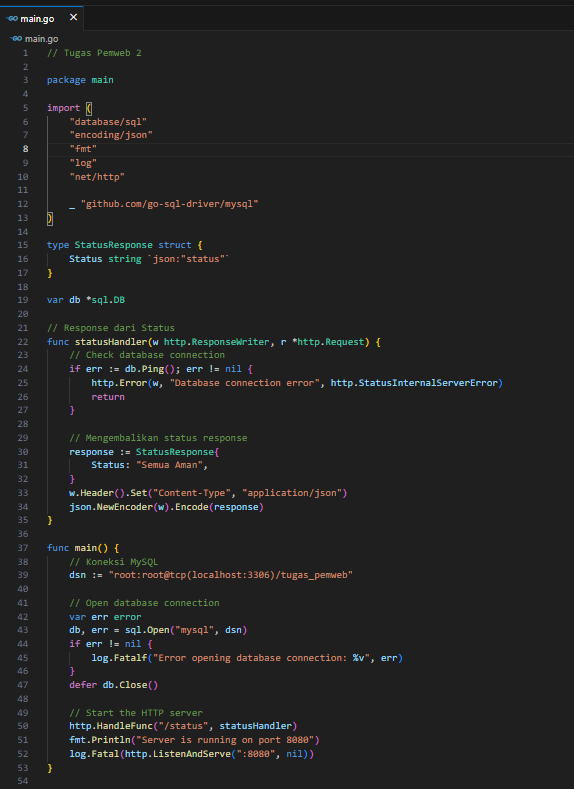 main.go
main.go
1 // Tugas Pemweb 2
2
3 package main
4
5 import (
6 "database/sql"
7 "encoding/json"
8 "fmt"
9 "log"
10 "net/http"
11
12 _ "github.com/go-sql-driver/mysql"
13 )
14
15 type StatusResponse struct {
16 Status string `json:"status"`
17 }
18
19 var db *sql.DB
20
21 // Response dari Status
22 func statusHandler(w http.ResponseWriter, r *http.Request) {
23 // Check database connection
24 if err := db.Ping(); err != nil {
25 http.Error(w, "Database connection error", http.StatusInternalServerError)
26 return
27 }
28
29 // Mengembalikan status response
30 response := StatusResponse{
31 Status: "Semua Aman",
32 }
33 w.Header().Set("Content-Type", "application/json")
34 json.NewEncoder(w).Encode(response)
35 }
36
37 func main() {
38 // Koneksi MySQL
39 dsn := "root:root@tcp(localhost:3306)/tugas_pemweb"
40
41 // Open database connection
42 var err error
43 db, err = sql.Open("mysql", dsn)
44 if err != nil {
45 log.Fatalf("Error opening database connection: %v", err)
46 }
47 defer db.Close()
48
49 // Start the HTTP server
50 http.HandleFunc("/status", statusHandler)
51 fmt.Println("Server is running on port 8080")
52 log.Fatal(http.ListenAndServe(":8080", nil))
53 }
54